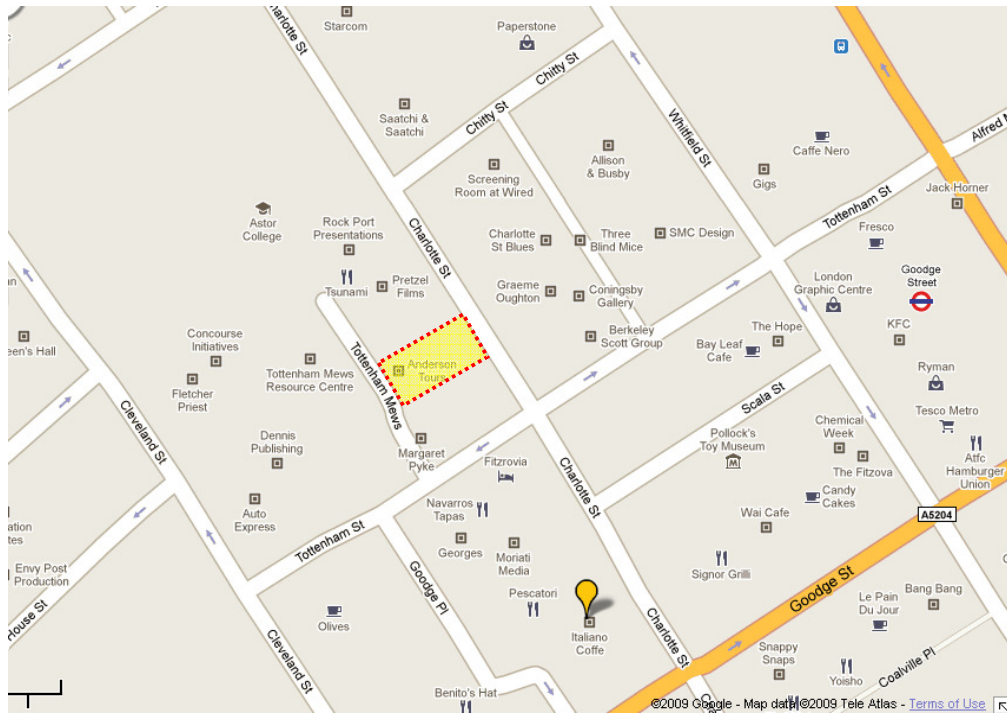 Starcom
Paperstone
Charlotte St
Chitty St
Saatchi &
Saatchi
Chitty St
Whitfield St
Alfred
Caffe Nero
Allison
& Busby
Screening
Room at Wired
Gigs
Jack Horner
Tottenham St
Astor
College
Rock Port
Presentations
Charlotte St
Charlotte
St Blues
Three
Blind Mice
SMC Design
Fresco
Goodge
Street
London
Graphic Centre
Tsunami
Pretzel
Films
Graeme
Oughton
Coningsby
Gallery
Berkeley
Scott Group
The Hope
Bay Leaf
Cafe
KFC
Concourse
Initiatives
Tottenham Mews
Resource Centre
Tottenham Mews
Anderson
Tours
Fletcher
Priest
Ryman
Scala St
Tesco Metro
Cleveland St
Dennis
Publishing
Margaret
Pyke
Fitzrovia
Charlotte St
Pollock's
Toy Museum
Chemical
Week
The Fitzova
Atfc
Hamburger
Union
Candy
Cakes
Auto
Express
Navarros
Tapas
Wai Cafe
A5204
Tottenham St
Georges
Moriati
Media
Envy Post
Production
Goodge Pl
Signor Grilli
Goodge St
Pescatori
Le Pain
Du Jour
Bang Bang
House St
Olives
Italiano
Coffe
Charlotte St
Cleveland St
Snappy
Snaps
Yoisho
Coalville Pl
Benito's Hat
©2009 Google - Map data ©2009 Tele Atlas - Terms of Use